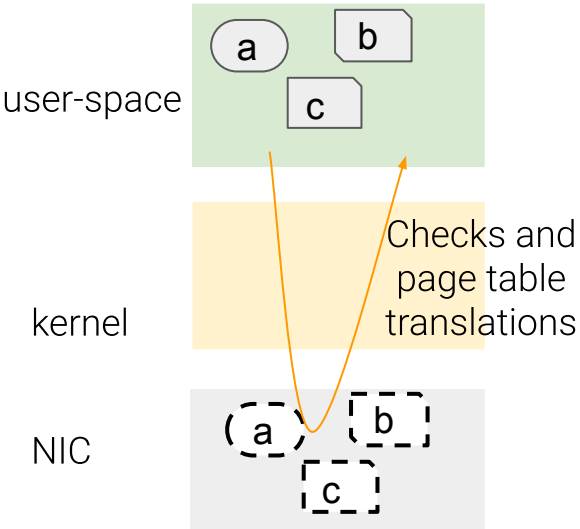 a
b
c
user-space
Checks and
page table
translations
kernel
a
b
c
NIC